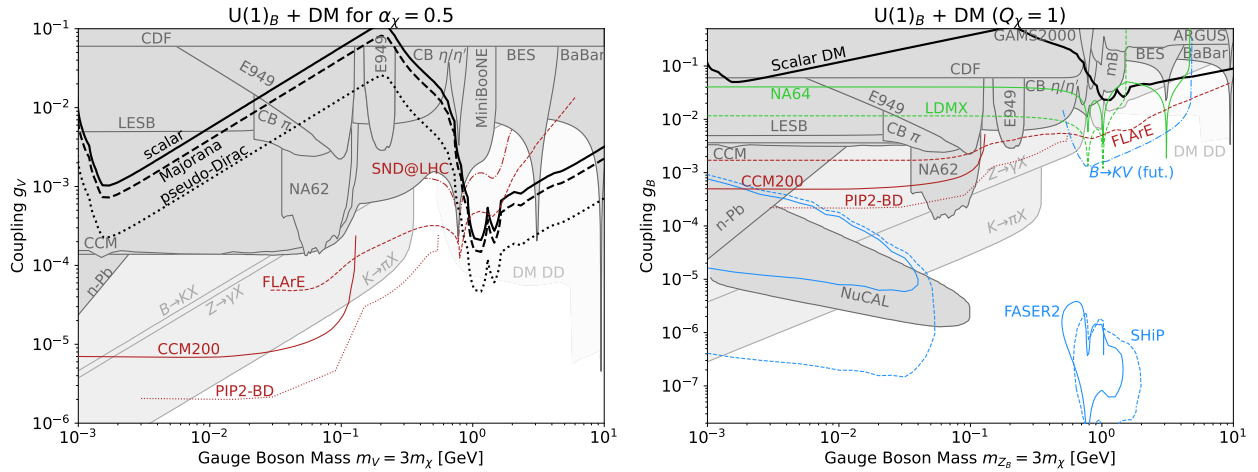 U(1)_B + DM for α_χ = 0.5
10^-1
10^-2
10^-3
10^-4
10^-5
10^-6
Coupling g_V
CDF
E949
E949
CB η/η′
BES
BaBar
MiniBooNE
LESB
CB π
scalar
Majorana
pseudo-Dirac
NA62
SND@LHC
CCM
n-Pb
B→KX
Z→γX
K→πX
FLArE
DM DD
CCM200
PIP2-BD
10^-3
10^-2
10^-1
10^0
10^1
Gauge Boson Mass m_V = 3m_χ [GeV]
U(1)_B + DM (Q_χ = 1)
10^-1
10^-2
10^-3
10^-4
10^-5
10^-6
10^-7
Coupling g_B
Scalar DM
GAMS2000
ARGUS
mB
BES
BaBar
CDF
CB η/η′
NA64
E949
E949
LDMX
LESB
CB π
FLArE
CCM
DM DD
NA62
Z→γX
B→KV (fut.)
CCM200
PIP2-BD
n-Pb
K→πX
NuCAL
FASER2
SHiP
10^-3
10^-2
10^-1
10^0
10^1
Gauge Boson Mass m_{Z_B} = 3m_χ [GeV]